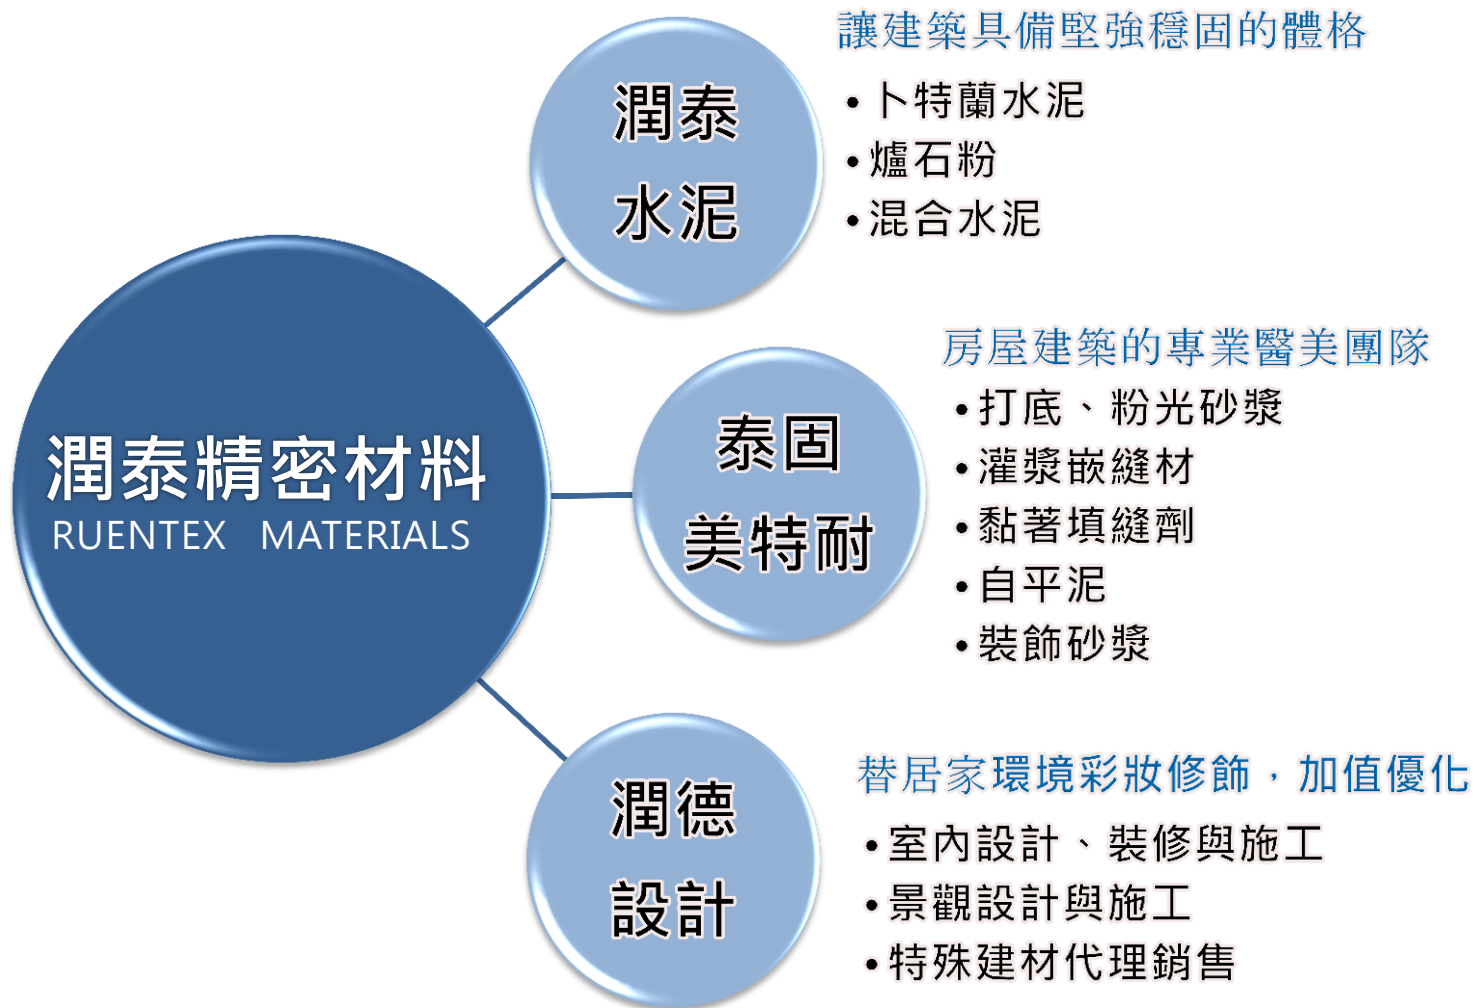 讓建築具備堅強穩固的體格
潤泰
水泥
•卜特蘭水泥
•爐石粉
•混合水泥
潤泰精密材料
RUENTEX MATERIALS
房屋建築的專業醫美團隊
泰固
美特耐
•打底、粉光砂漿
•灌漿嵌縫材
•黏著填縫劑
•自平泥
•裝飾砂漿
替居家環境彩妝修飾，加值優化
潤德
設計
•室內設計、裝修與施工
•景觀設計與施工
•特殊建材代理銷售